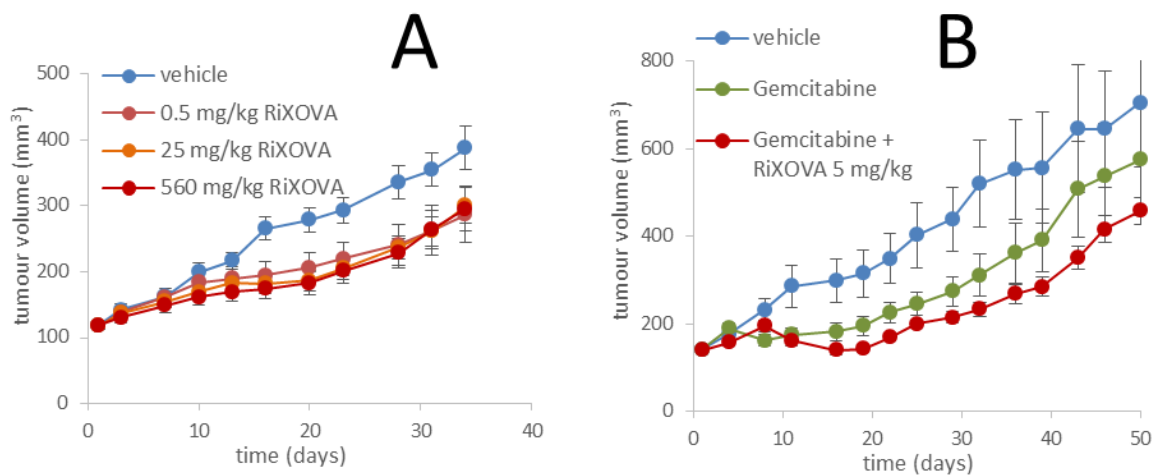 A
500
400
300
200
100
0
tumour volume (mm³)
vehicle
0.5 mg/kg RiXOVA
25 mg/kg RiXOVA
560 mg/kg RiXOVA
0 10 20 30 40
time (days)
B
800
600
400
200
0
tumour volume (mm³)
vehicle
Gemcitabine
Gemcitabine +
RiXOVA 5 mg/kg
0 10 20 30 40 50
time (days)